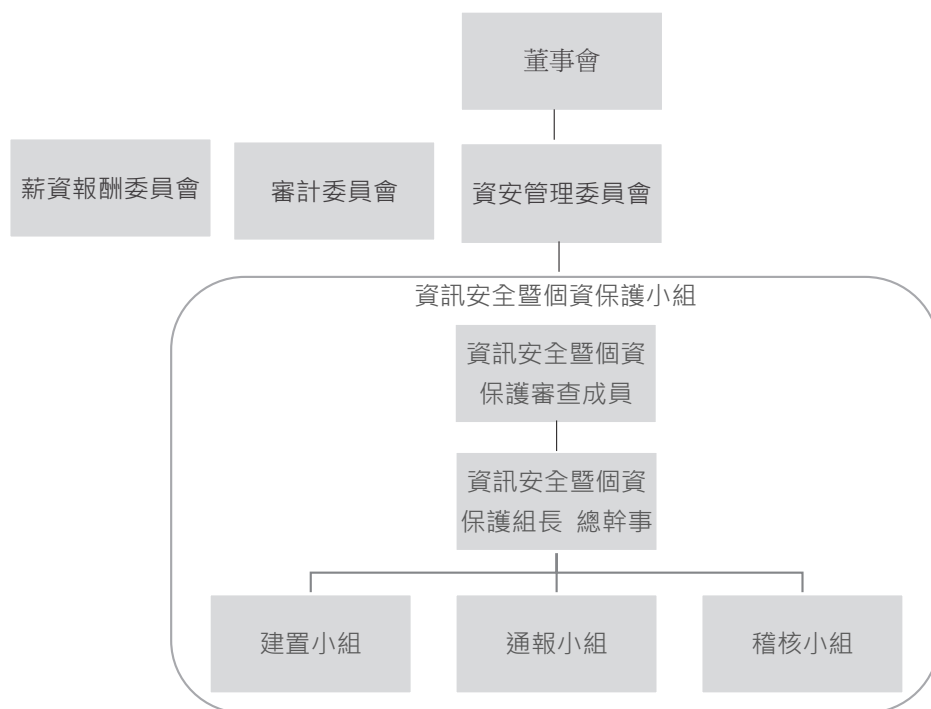 董事會
薪資報酬委員會
審計委員會
資安管理委員會
資訊安全暨個資保護小組
資訊安全暨個資
保護審查成員
資訊安全暨個資
保護組長 總幹事
建置小組
通報小組
稽核小組